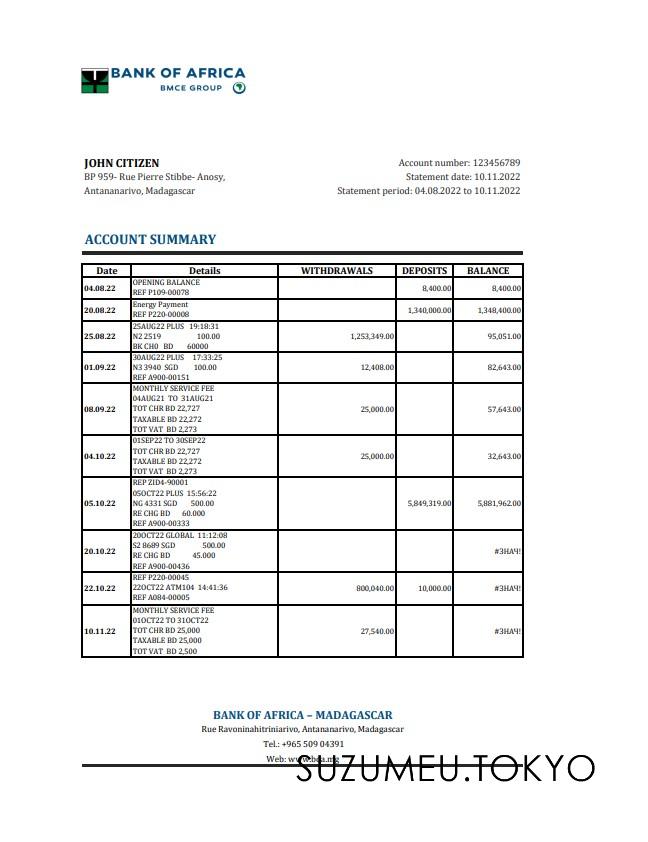 BANK OF AFRICA
BMCE GROUP
JOHN CITIZEN
BP 959- Rue Pierre Stibbe- Anosy,
Antananarivo, Madagascar
Account number: 123456789
Statement date: 10.11.2022
Statement period: 04.08.2022 to 10.11.2022
ACCOUNT SUMMARY
Date Details WITHDRAWALS DEPOSITS BALANCE
04.08.22 OPENING BALANCE 8,400.00 8,400.00
REF P109-00078
20.08.22 Energy Payment 1,340,000.00 1,348,400.00
REF P220-00008
25.08.22 25AUG22 PLUS 19:18:31 1,253,349.00 95,051.00
N2 2519 100.00
BK CH0 BD 60000
01.09.22 30AUG22 PLUS 17:33:25 12,408.00 82,643.00
N3 3940 SGD 100.00
REF A900-00151
08.09.22 MONTHLY SERVICE FEE 25,000.00 57,643.00
04AUG21 TO 31AUG21
TOT CHR BD 22,727
TAXABLE BD 22,272
TOT VAT BD 2,273
04.10.22 01SEP22 TO 30SEP22 25,000.00 32,643.00
TOT CHR BD 22,727
TAXABLE BD 22,272
TOT VAT BD 2,273
05.10.22 REP ZID4-90001 5,849,319.00 5,881,962.00
05OCT22 PLUS 15:56:22
NG 4331 SGD 500.00
RE CHG BD 60.000
REF A900-00333
20.10.22 20OCT22 GLOBAL 11:12:08 #ЗНАЧ!
S2 8689 SGD 500.00
RE CHG BD 45.000
REF A900-00436
22.10.22 REF P220-00045 800,040.00 10,000.00 #ЗНАЧ!
22OCT22 ATM104 14:41:36
REF A084-00005
10.11.22 MONTHLY SERVICE FEE 27,540.00 #ЗНАЧ!
01OCT22 TO 31OCT22
TOT CHR BD 25,000
TAXABLE BD 25,000
TOT VAT BD 2,500
BANK OF AFRICA – MADAGASCAR
Rue Ravoninahitriniarivo, Antananarivo, Madagascar
Tel.: +965 509 04391
Web: www.boa.mg
SUZUMEU.TOKYO